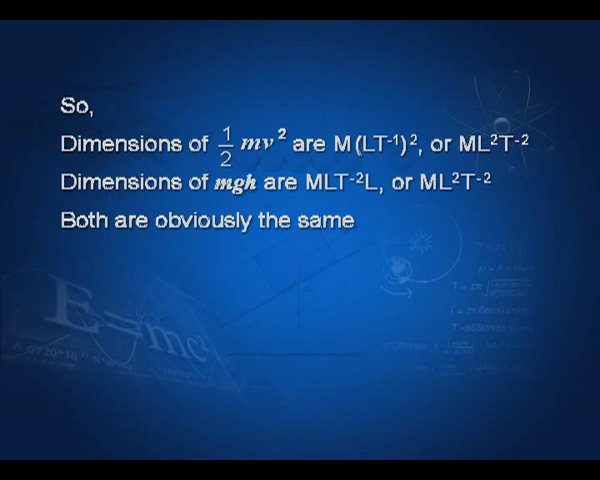 So,
Dimensions of 1/2 mv² are M(LT⁻¹)², or ML²T⁻²
Dimensions of mgh are MLT⁻²L, or ML²T⁻²
Both are obviously the same
E=mc²